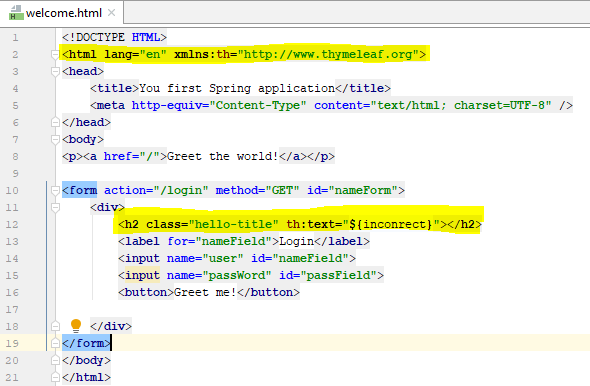 welcome.html
1 <!DOCTYPE HTML>
2 <html lang="en" xmlns:th="http://www.thymeleaf.org">
3 <head>
4 <title>You first Spring application</title>
5 <meta http-equiv="Content-Type" content="text/html; charset=UTF-8" />
6 </head>
7 <body>
8 <p><a href="/">Greet the world!</a></p>
9
10 <form action="/login" method="GET" id="nameForm">
11 <div>
12 <h2 class="hello-title" th:text="${inconrect}"></h2>
13 <label for="nameField">Login</label>
14 <input name="user" id="nameField">
15 <input name="passWord" id="passField">
16 <button>Greet me!</button>
17
18 </div>
19 </form>
20 </body>
21 </html>